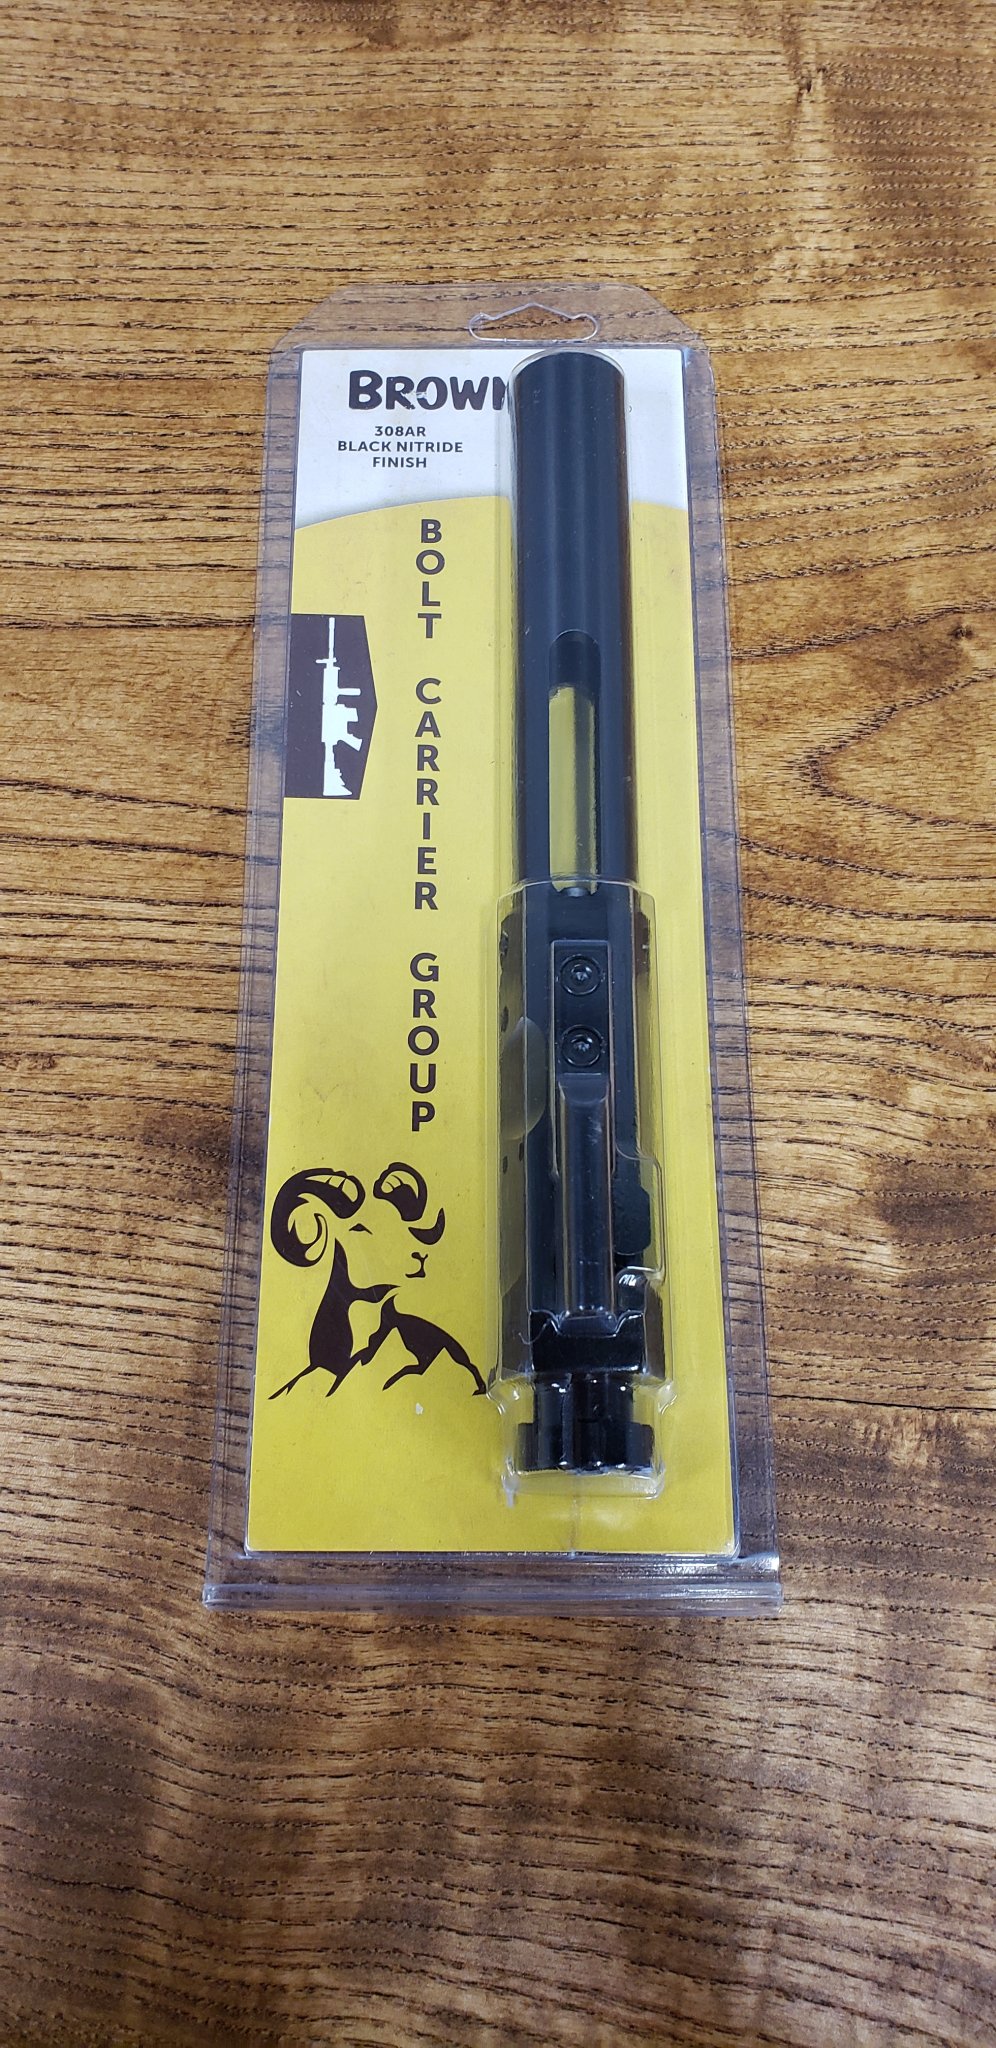 BROWN
308AR
BLACK NITRIDE
FINISH
BOLT CARRIER GROUP